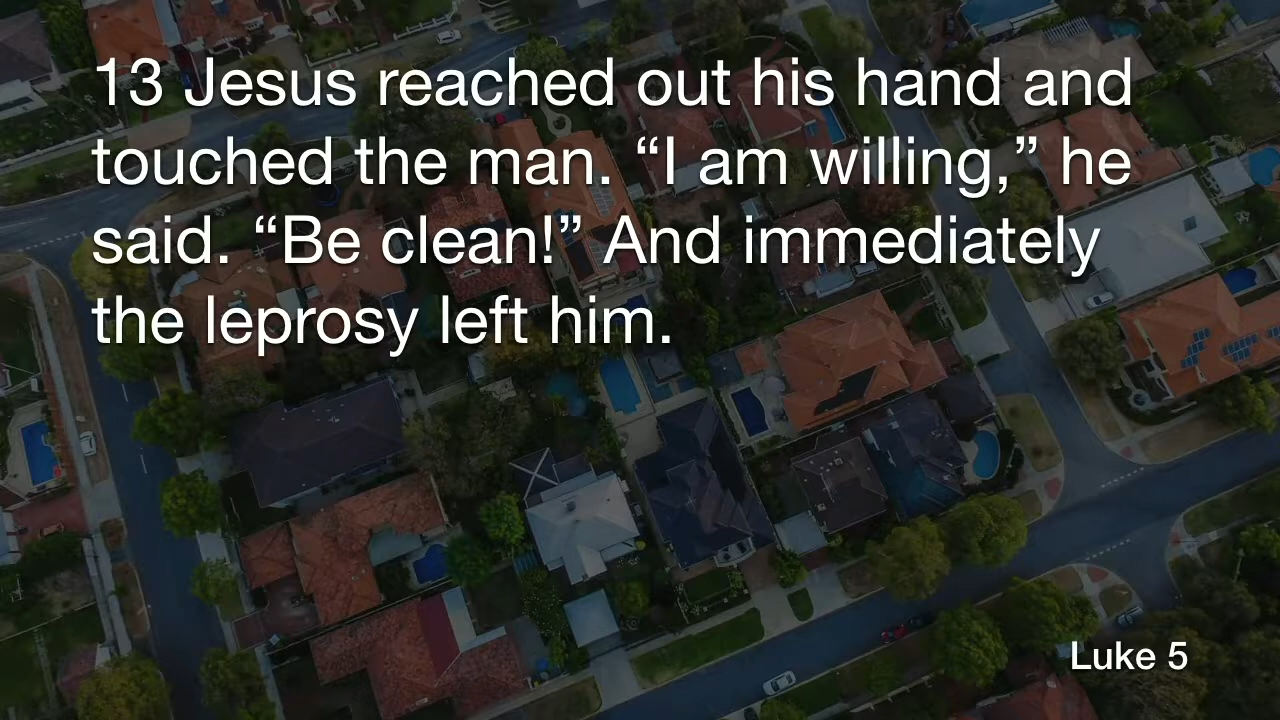 13 Jesus reached out his hand and
touched the man. “I am willing,” he
said. “Be clean!” And immediately
the leprosy left him.
Luke 5